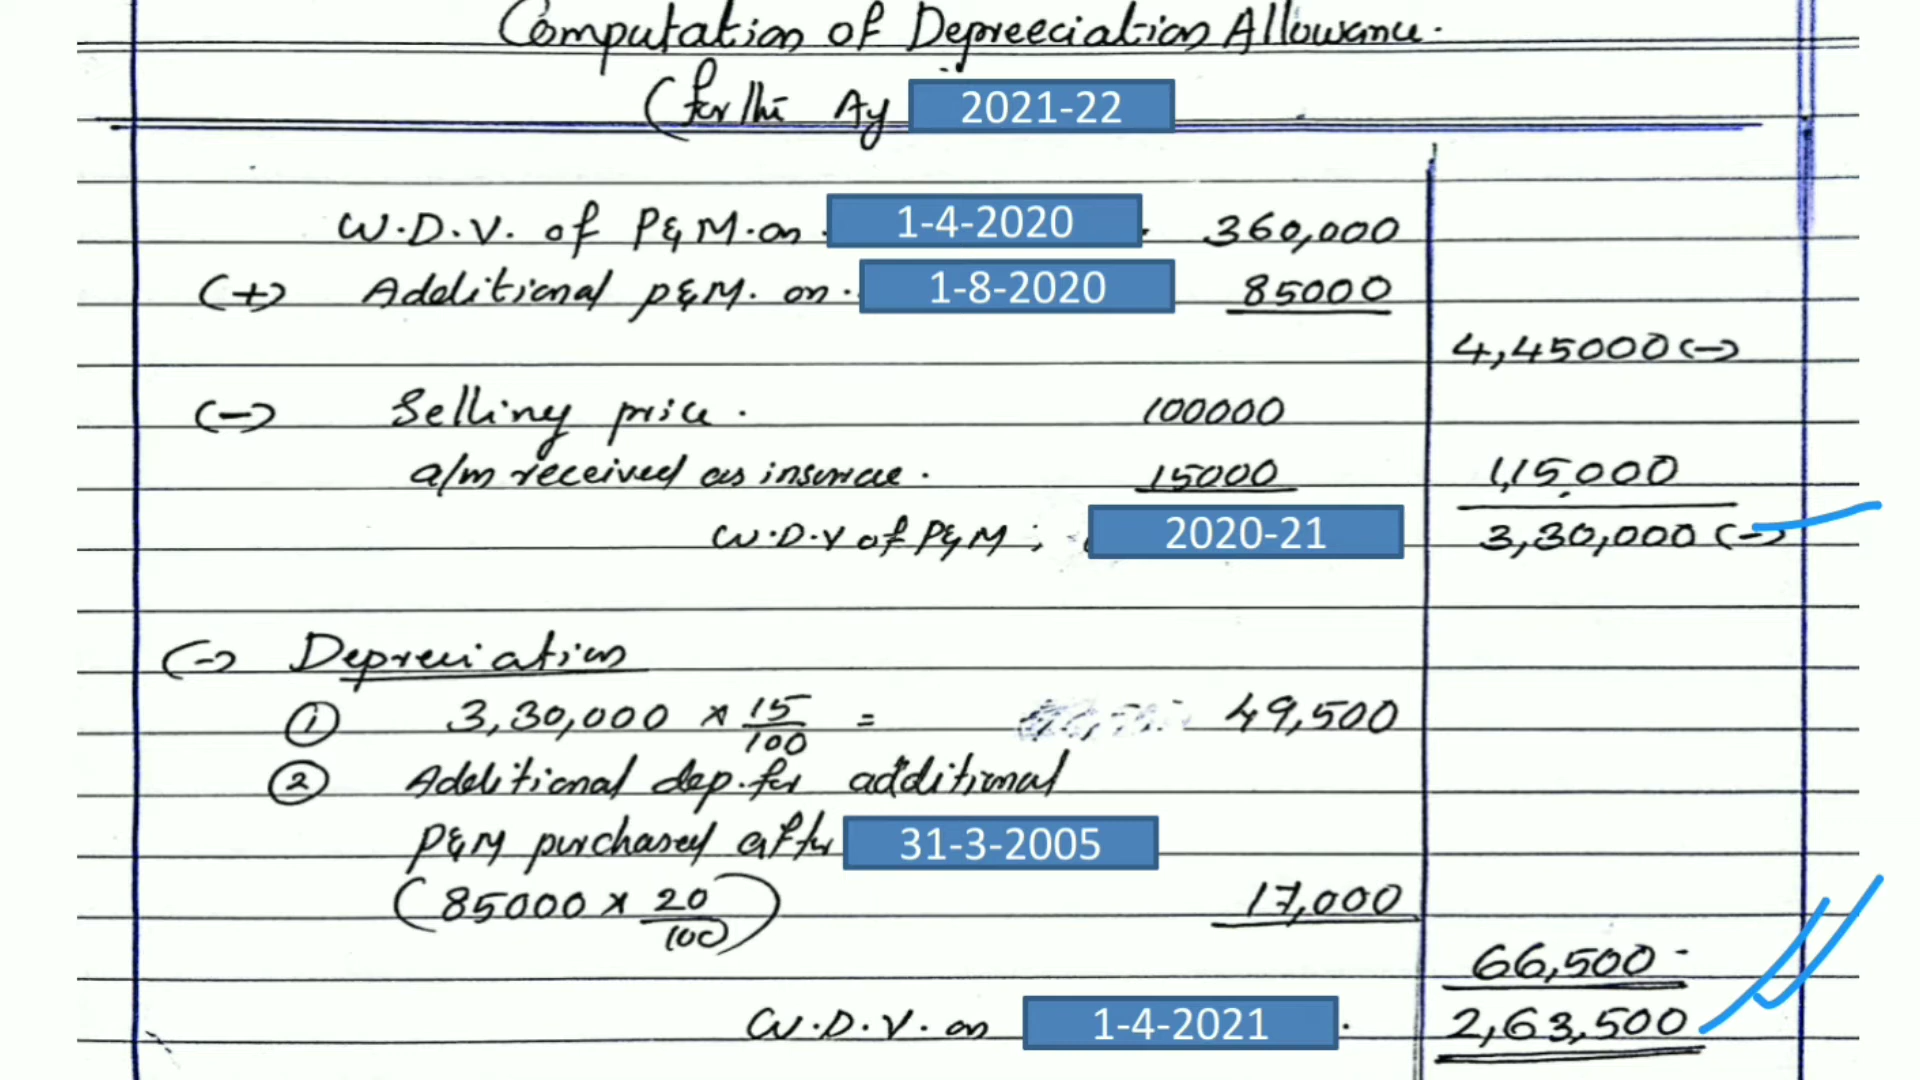 Computation of Depreeciation Allowance.
(for the Ay 2021-22
W.D.V. of P&M. on 1-4-2020 360,000
(+) Additional P&M. on 1-8-2020 85000
4,45000 (-)
(-) Selling price. 100000
a/m received as insurace. 15000 1,15,000
W.D.V of P&M; 2020-21 3,30,000 (-)
(-) Depreciation
① 3,30,000 × 15/100 = 49,500
② Additional dep. for additional
P&M purchased after 31-3-2005
(85000 × 20/100) 17,000
66,500
W.D.V. on 1-4-2021 2,63,500